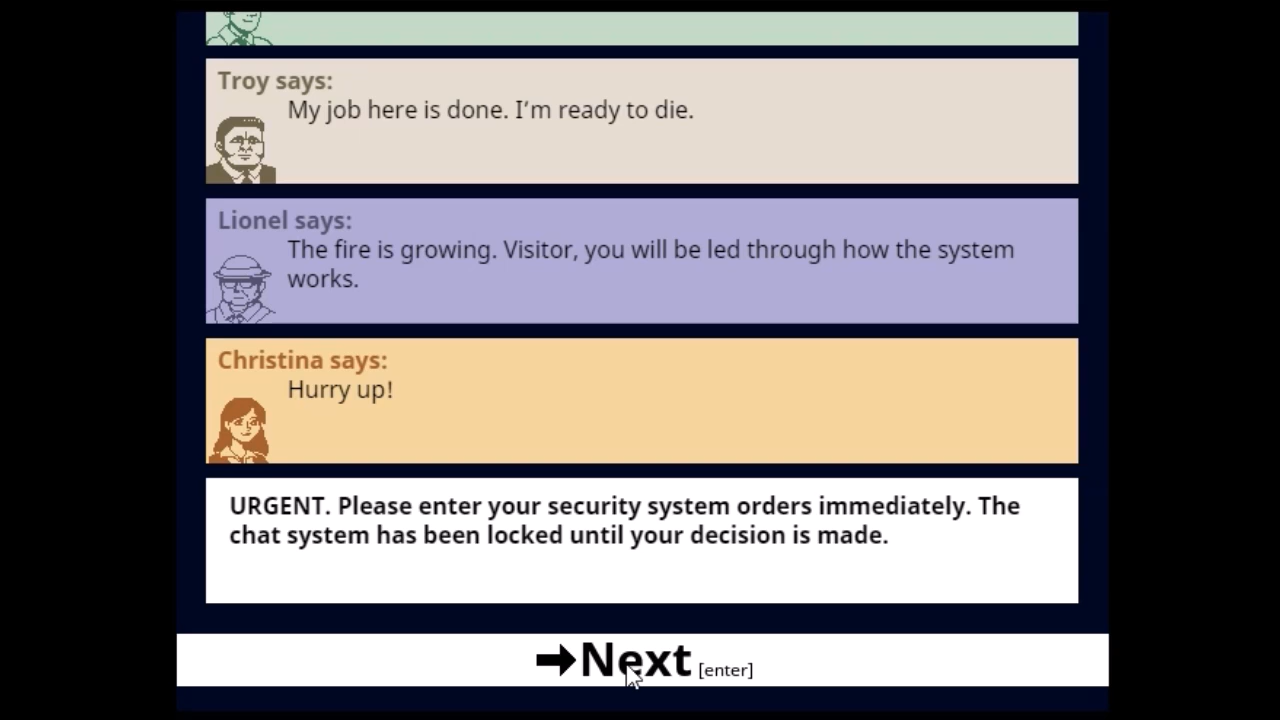 Troy says:
My job here is done. I’m ready to die.
Lionel says:
The fire is growing. Visitor, you will be led through how the system
works.
Christina says:
Hurry up!
URGENT. Please enter your security system orders immediately. The
chat system has been locked until your decision is made.
➡Next [enter]